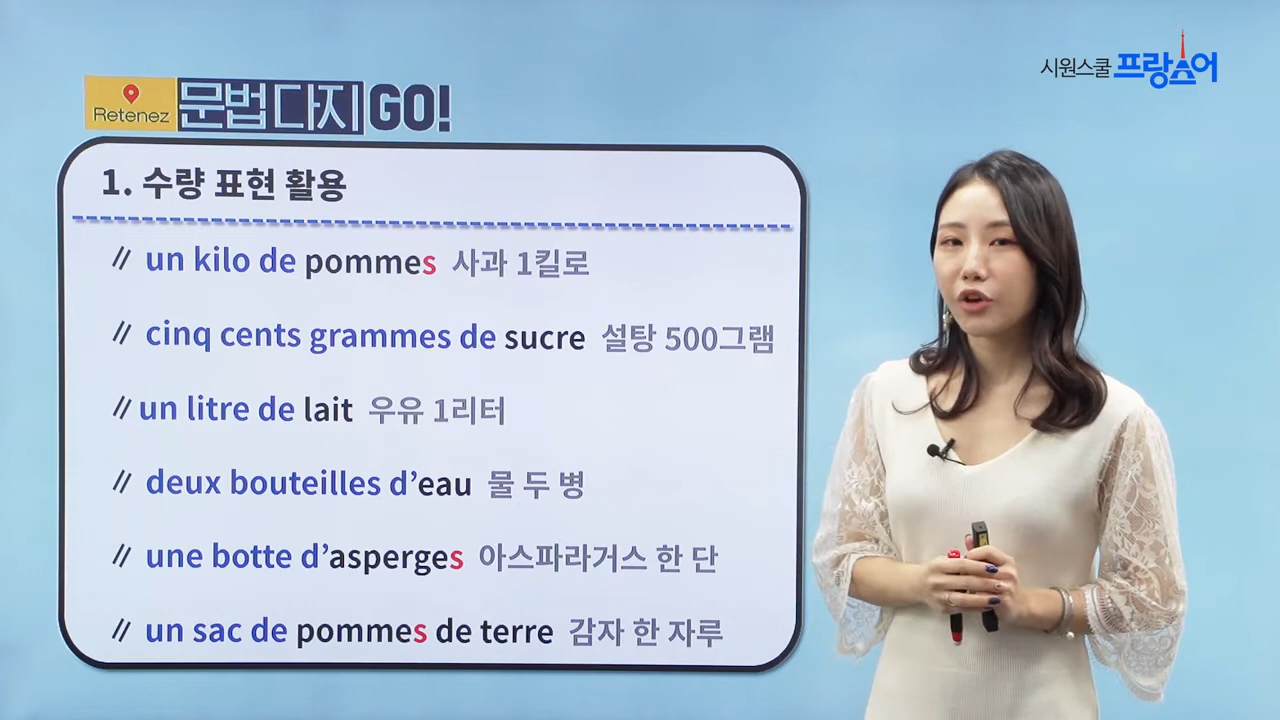 시원스쿨 프랑스어
Retenez 문법 다지 GO!
1. 수량 표현 활용
// un kilo de pommes 사과 1킬로
// cinq cents grammes de sucre 설탕 500그램
// un litre de lait 우유 1리터
// deux bouteilles d’eau 물 두 병
// une botte d’asperges 아스파라거스 한 단
// un sac de pommes de terre 감자 한 자루